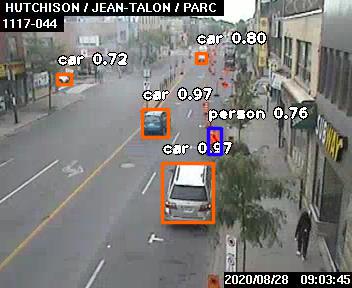 HUTCHISON / JEAN-TALON / PARC
1117-044
car 0.80
car 0.72
car 0.97
person 0.76
car 0.97
SUBWAY
2020/08/28 09:03:45